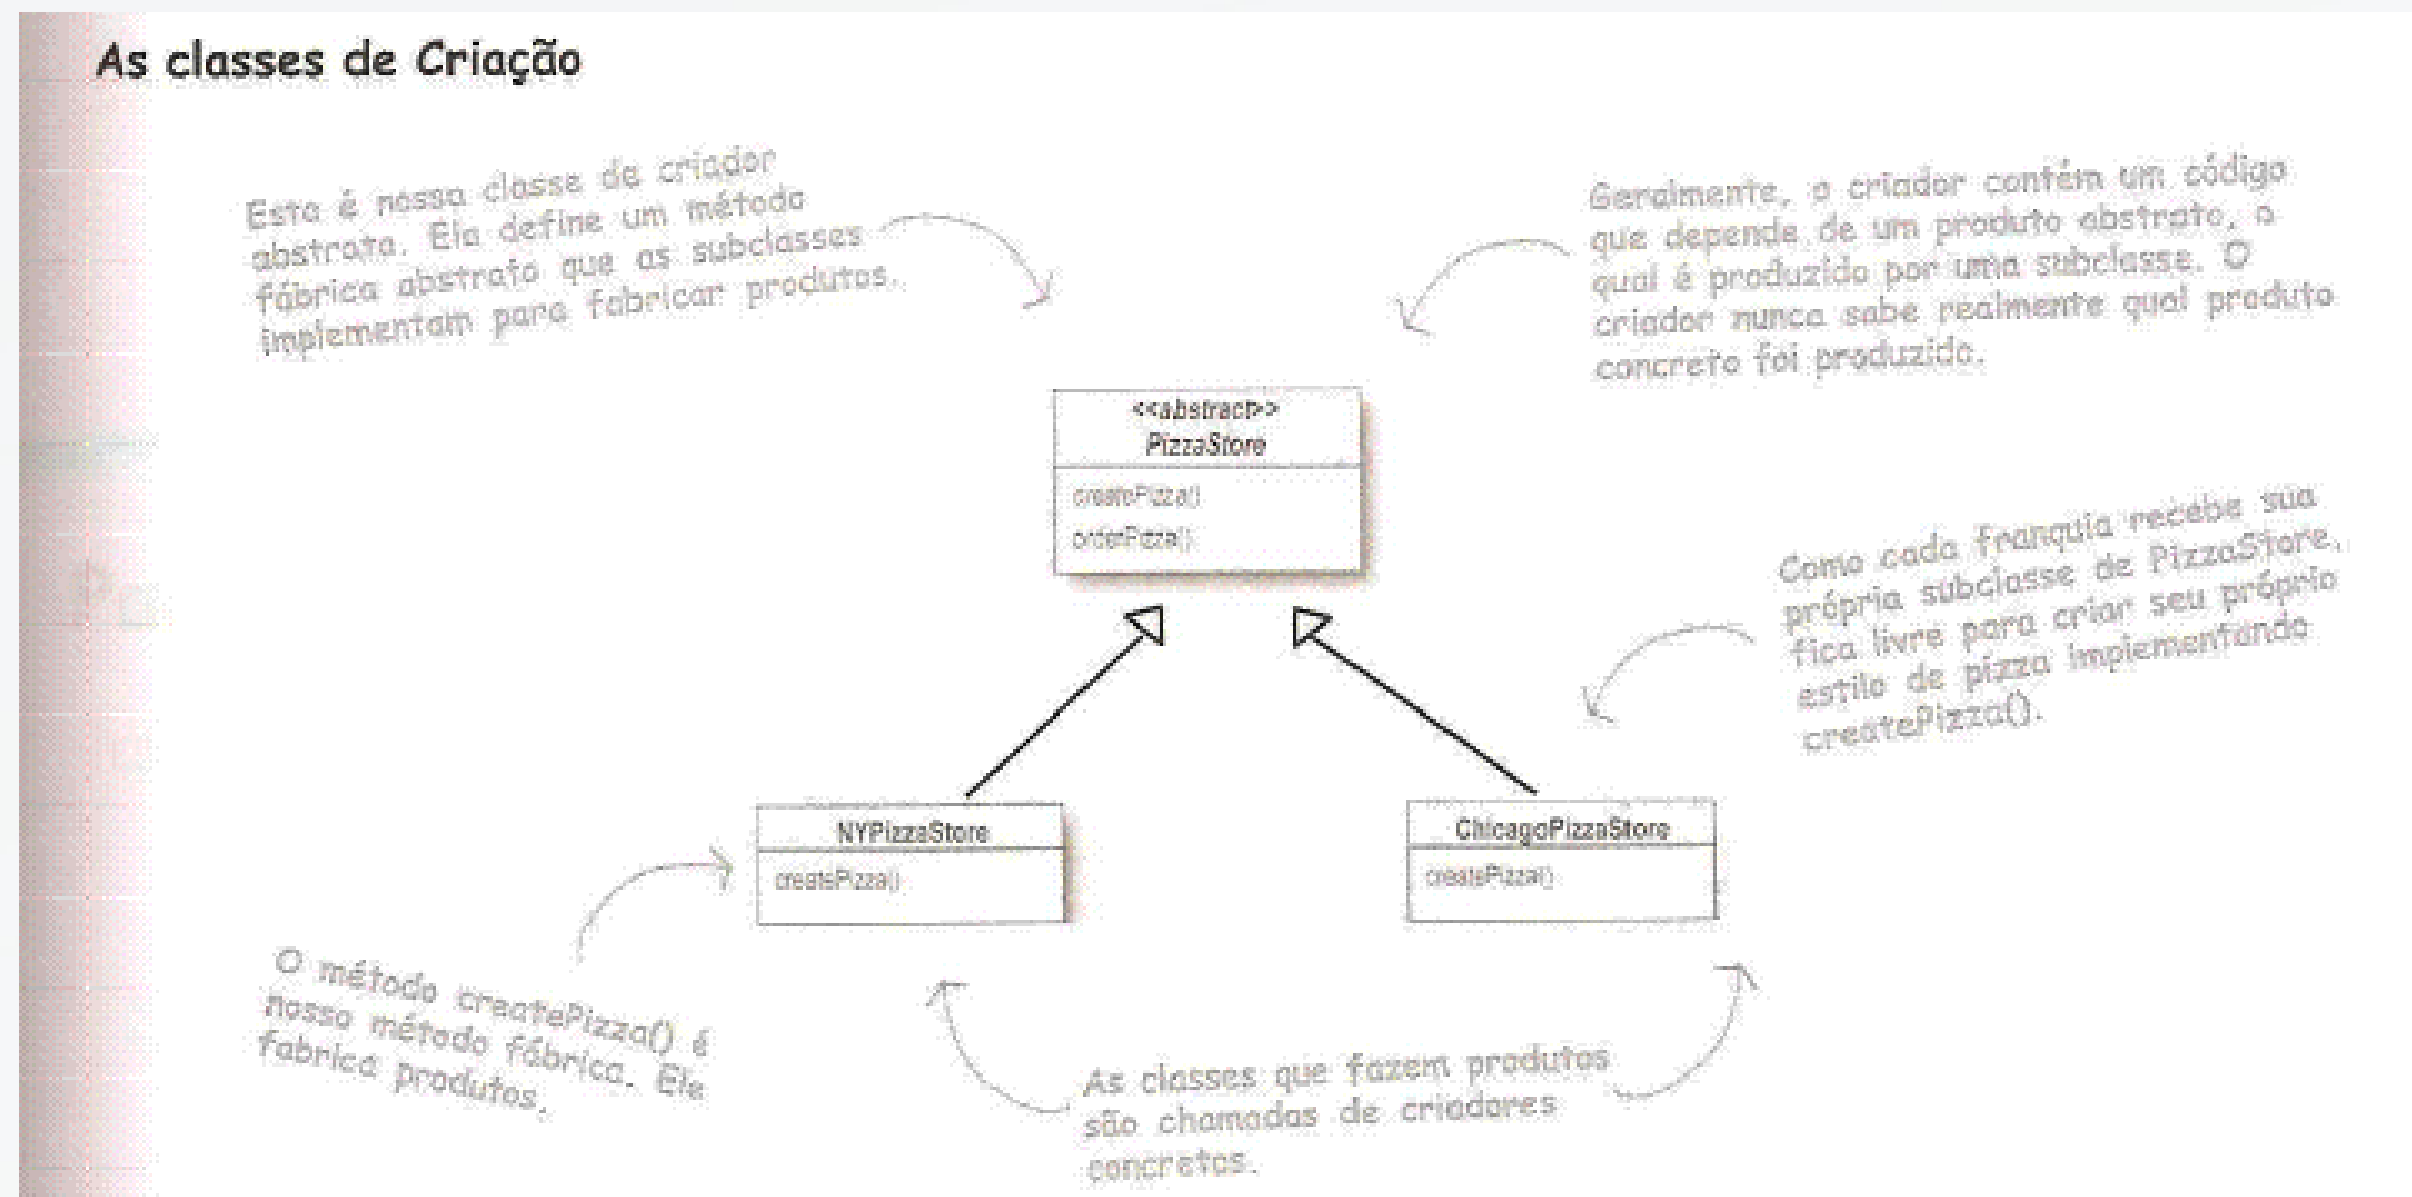 As classes de Criação
Esta é nossa classe de criador
abstrata. Ela define um método
fábrica abstrato que as subclasses
implementam para fabricar produtos.
Geralmente, o criador contém um código
que depende de um produto abstrato, o
qual é produzido por uma subclasse. O
criador nunca sabe realmente qual produto
concreto foi produzido.
<<abstract>>
PizzaStore
createPizza()
orderPizza()
Como cada franquia recebe sua
própria subclasse de PizzaStore,
fica livre para criar seu próprio
estilo de pizza implementando
createPizza().
NYPizzaStore
createPizza()
ChicagoPizzaStore
createPizza()
O método createPizza() é
nosso método fábrica. Ele
fabrica produtos.
As classes que fazem produtos
são chamadas de criadores
concretos.